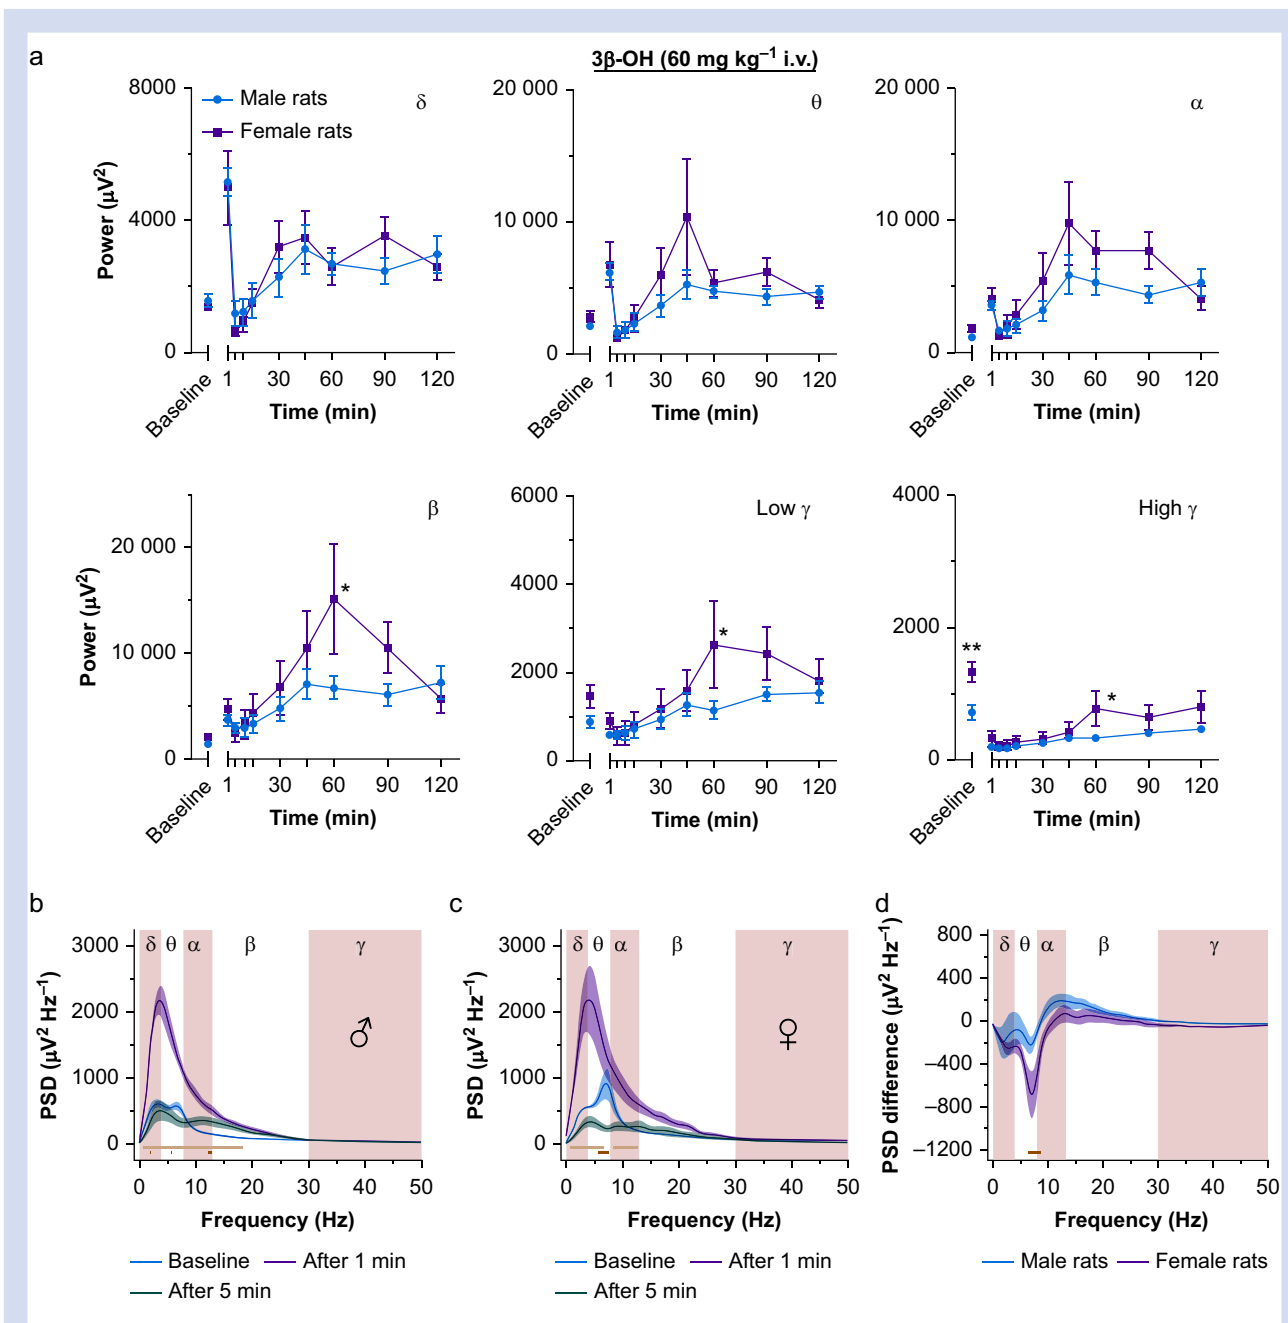 a
3β-OH (60 mg kg⁻¹ i.v.)
8000
4000
0
Power (μV²)
Male rats
Female rats
δ
Baseline
1 30 60 90 120
Time (min)
20 000
10 000
0
θ
Baseline
1 30 60 90 120
Time (min)
20 000
10 000
0
α
Baseline
1 30 60 90 120
Time (min)
20 000
10 000
0
Power (μV²)
β
*
Baseline
1 30 60 90 120
Time (min)
6000
4000
2000
0
Low γ
*
Baseline
1 30 60 90 120
Time (min)
4000
2000
0
High γ
**
*
Baseline
1 30 60 90 120
Time (min)
b
3000
2000
1000
0
PSD (μV² Hz⁻¹)
δ θ α β γ
♂
0 10 20 30 40 50
Frequency (Hz)
Baseline After 1 min
After 5 min
c
3000
2000
1000
0
PSD (μV² Hz⁻¹)
δ θ α β γ
♀
0 10 20 30 40 50
Frequency (Hz)
Baseline After 1 min
After 5 min
d
800
400
0
−400
−800
−1200
PSD difference (μV² Hz⁻¹)
δ θ α β γ
0 10 20 30 40 50
Frequency (Hz)
Male rats Female rats